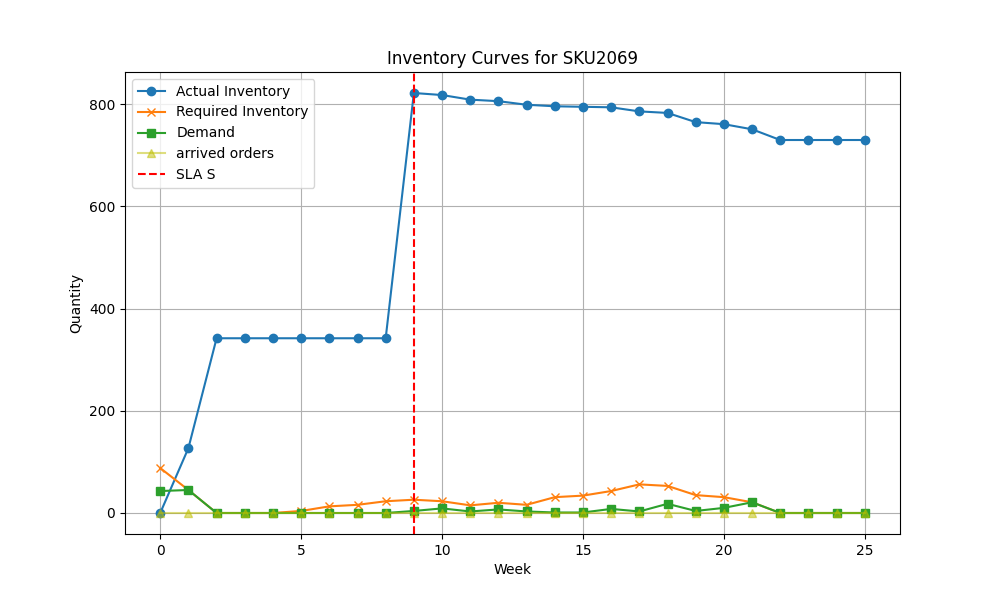 Inventory Curves for SKU2069
Actual Inventory
Required Inventory
Demand
arrived orders
SLA S
Quantity
800
600
400
200
0
0 5 10 15 20 25
Week